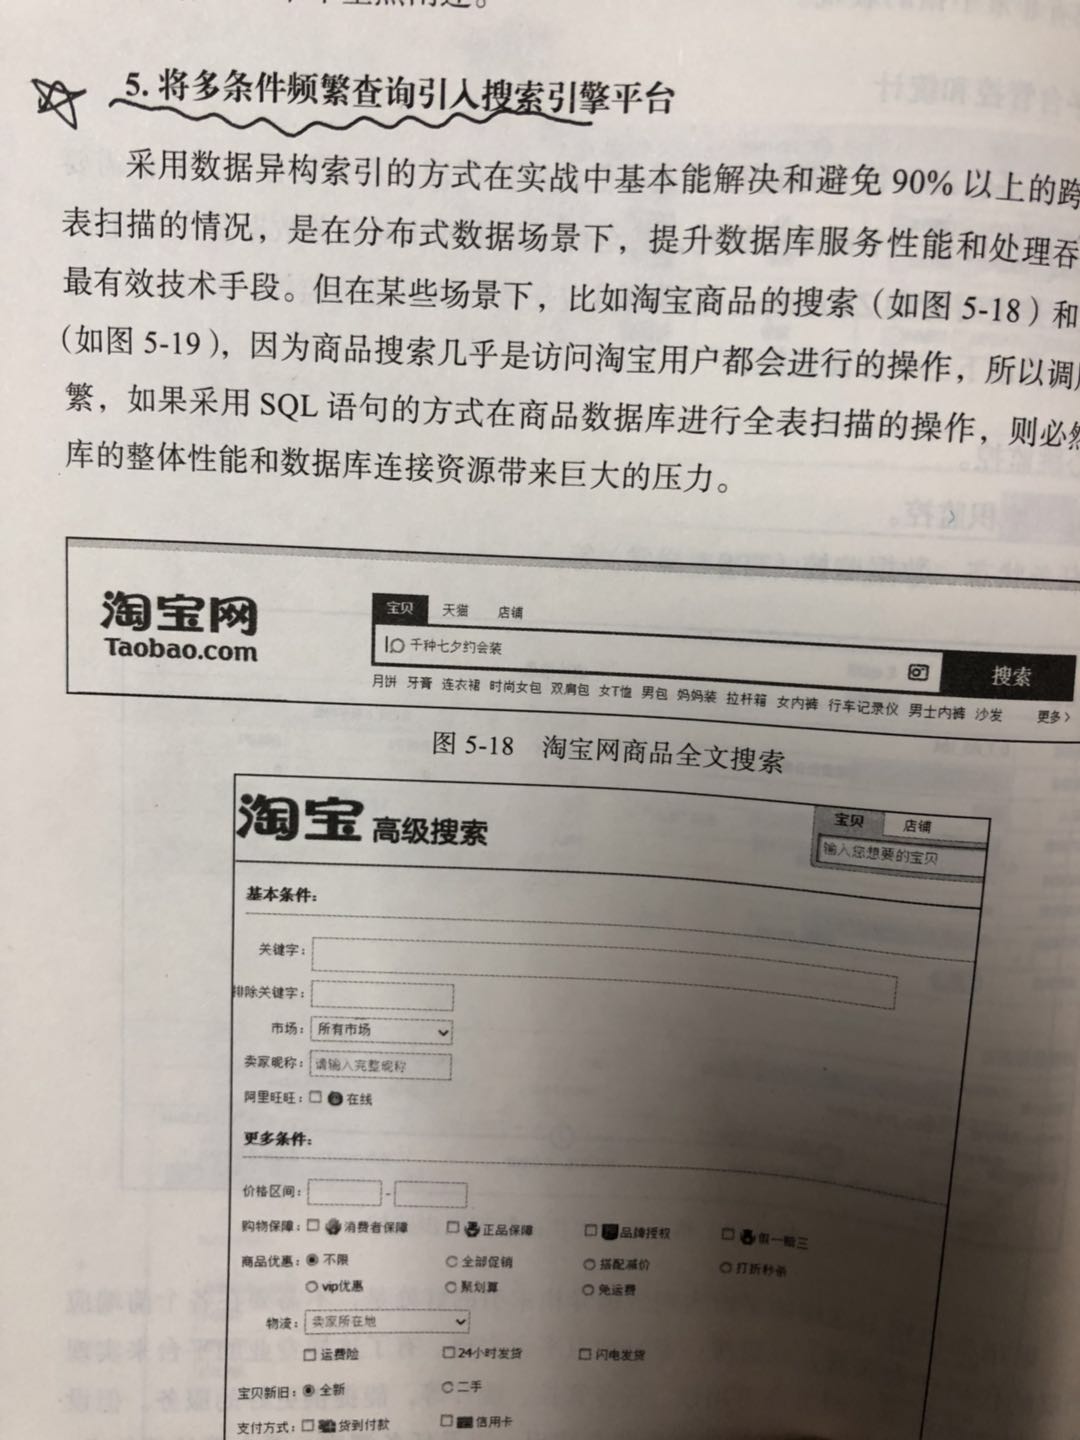 5. 将多条件频繁查询引入搜索引擎平台
采用数据异构索引的方式在实战中基本能解决和避免 90% 以上的跨
表扫描的情况，是在分布式数据场景下，提升数据库服务性能和处理吞
最有效技术手段。但在某些场景下，比如淘宝商品的搜索（如图 5-18）和
（如图 5-19），因为商品搜索几乎是访问淘宝用户都会进行的操作，所以调
繁，如果采用 SQL 语句的方式在商品数据库进行全表扫描的操作，则必然
库的整体性能和数据库连接资源带来巨大的压力。
淘宝网
Taobao.com
宝贝 天猫 店铺
千种七夕约会装
搜索
月饼 牙膏 连衣裙 时尚女包 双肩包 女T恤 男包 妈妈装 拉杆箱 女内裤 行车记录仪 男士内裤 沙发 更多>
图 5-18 淘宝网商品全文搜索
淘宝 高级搜索
宝贝 店铺
输入您想要的宝贝
基本条件:
关键字:
排除关键字:
市场: 所有市场
卖家昵称: 请输入完整昵称
阿里旺旺: 在线
更多条件:
价格区间: -
购物保障: 消费者保障 正品保障 品牌授权 假一赔三
商品优惠: 不限 全部促销 搭配减价 打折秒杀
vip优惠 聚划算 免运费
物流: 卖家所在地
运费险 24小时发货 闪电发货
宝贝新旧: 全新 二手
支付方式: 货到付款 信用卡